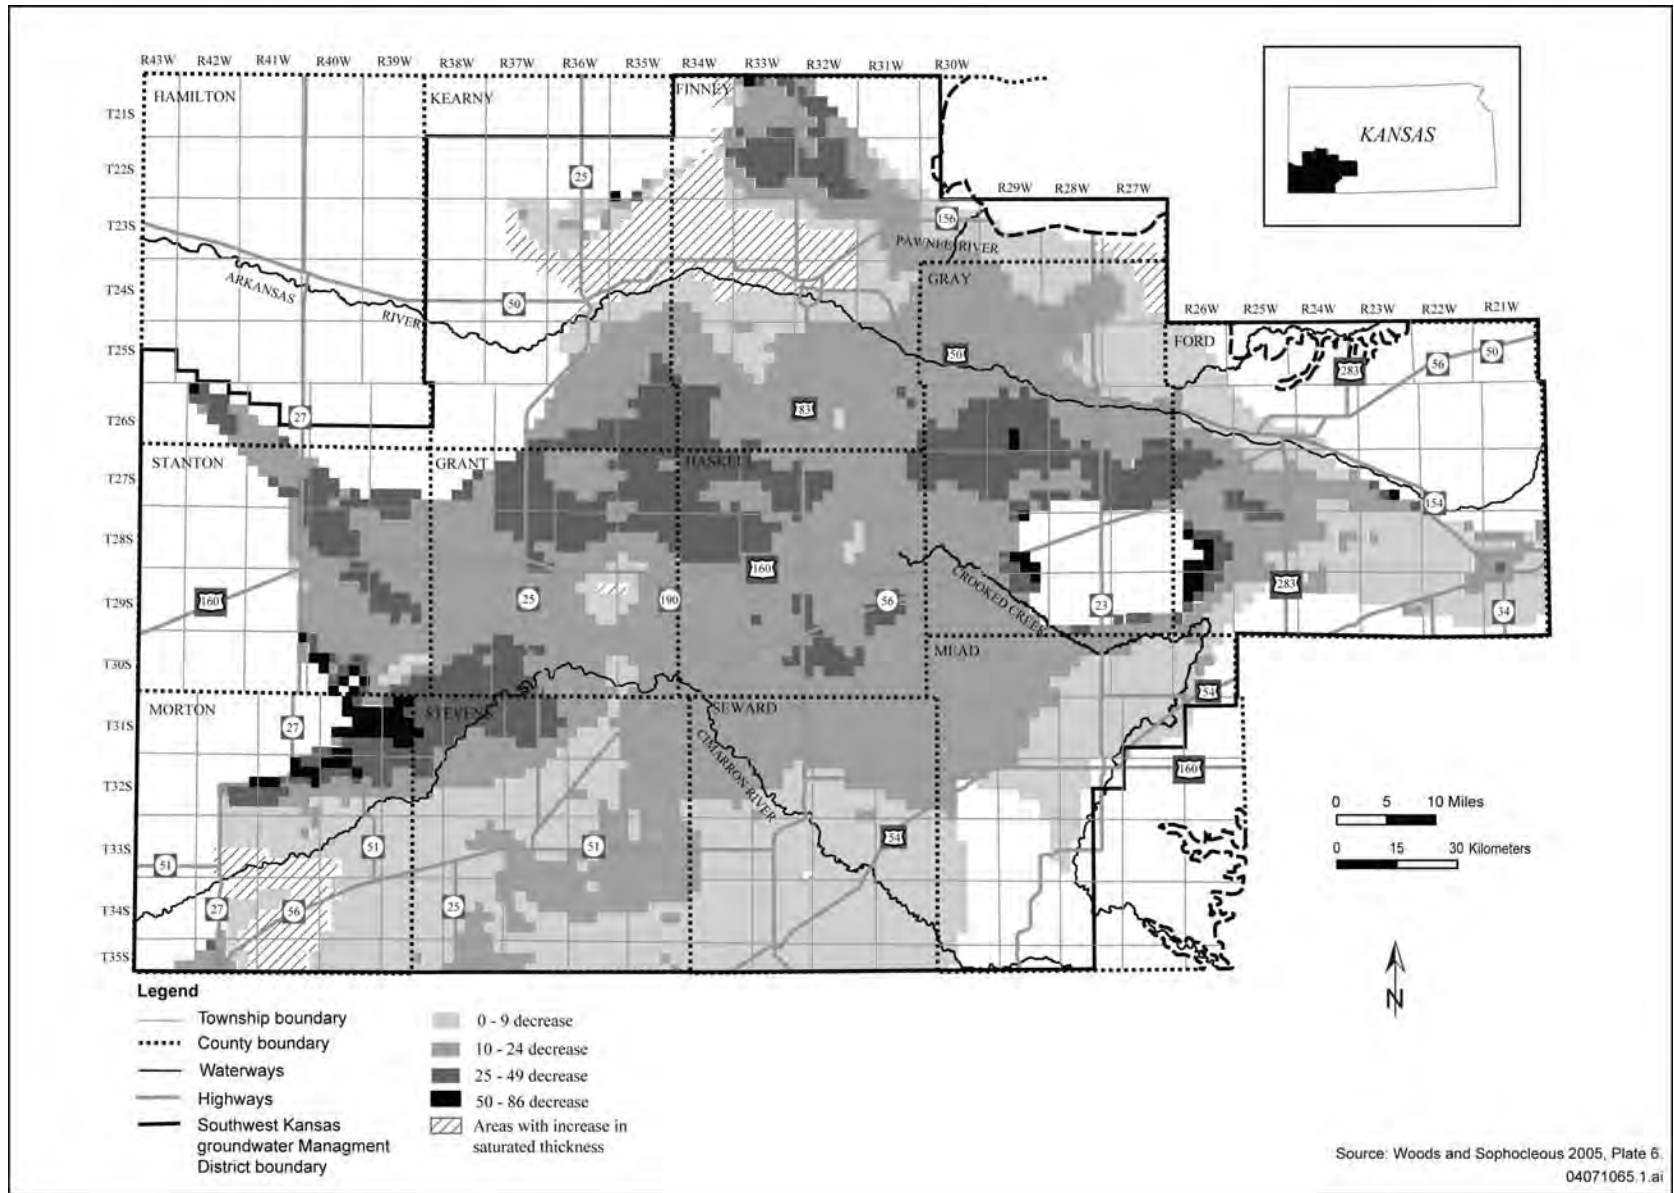 R43W R42W R41W R40W R39W R38W R37W R36W R35W R34W R33W R32W R31W R30W
HAMILTON
KEARNY
FINNEY
T21S
KANSAS
T22S
25
R29W R28W R27W
T23S
156
PAWNEE RIVER
GRAY
T24S
ARKANSAS
RIVER
50
R26W R25W R24W R23W R22W R21W
FORD
T25S
50
283
56
50
T26S
27
83
STANTON
GRANT
HASKELL
T27S
154
T28S
160
283
160
25
190
56
CROOKED CREEK
23
34
T29S
MEAD
T30S
54
MORTON
STEVENS
SEWARD
T31S
27
CIMARRON RIVER
160
T32S
0 5 10 Miles
54
T33S
51
51
51
0 15 30 Kilometers
T34S
27
56
25
T35S
N
Legend
Township boundary
County boundary
Waterways
Highways
Southwest Kansas
groundwater Managment
District boundary
0 - 9 decrease
10 - 24 decrease
25 - 49 decrease
50 - 86 decrease
Areas with increase in
saturated thickness
Source: Woods and Sophocleous 2005, Plate 6.
04071065.1.ai